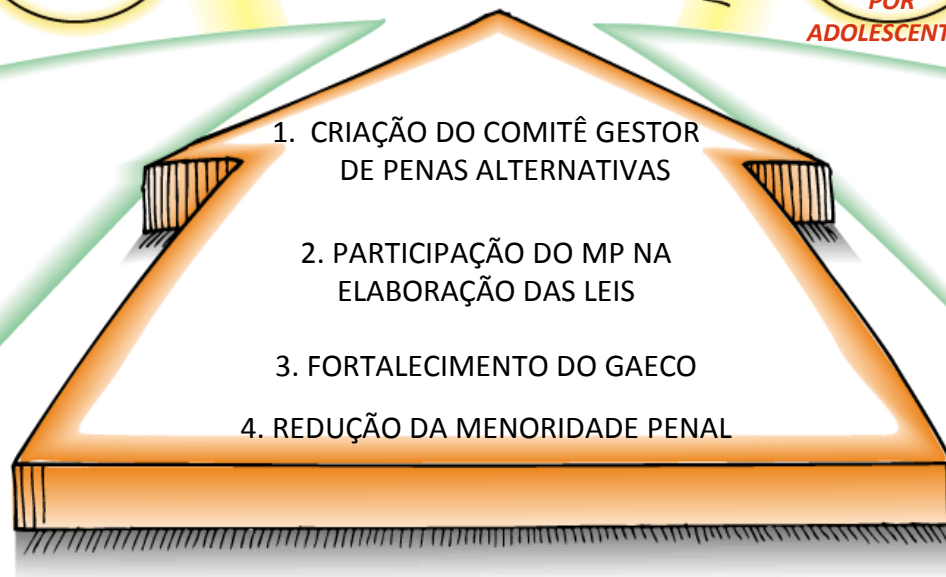 POR
ADOLESCENT
1. CRIAÇÃO DO COMITÊ GESTOR
DE PENAS ALTERNATIVAS
2. PARTICIPAÇÃO DO MP NA
ELABORAÇÃO DAS LEIS
3. FORTALECIMENTO DO GAECO
4. REDUÇÃO DA MENORIDADE PENAL